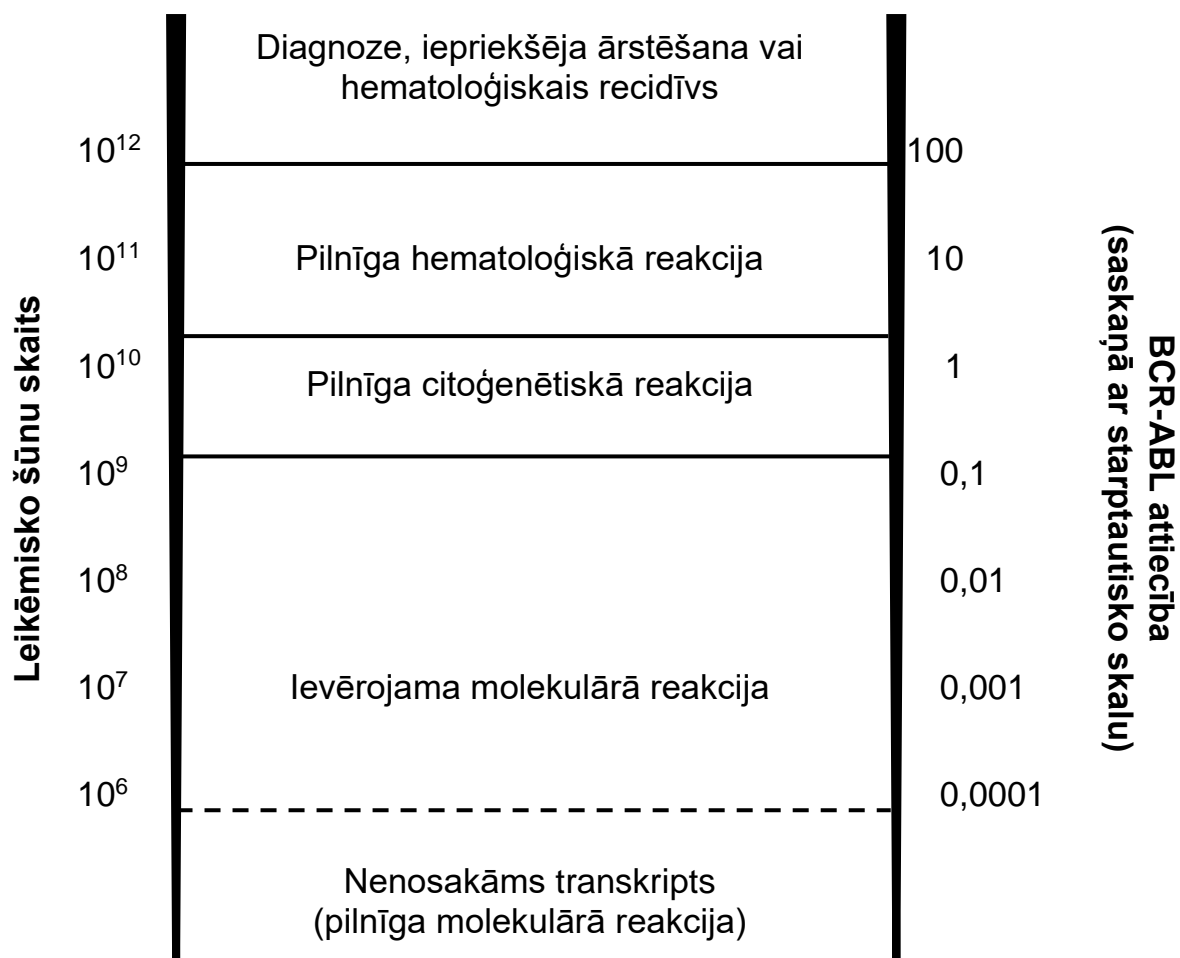 Diagnoze, iepriekšēja ārstēšana vai
hematoloģiskais recidīvs
10¹² 100
10¹¹ Pilnīga hematoloģiskā reakcija 10
10¹⁰ 1
Pilnīga citoģenētiskā reakcija
10⁹ 0,1
10⁸ 0,01
10⁷ Ievērojama molekulārā reakcija 0,001
10⁶ 0,0001
Nenosakāms transkripts
(pilnīga molekulārā reakcija)
Leikēmisko šūnu skaits
BCR-ABL attiecība
(saskaņā ar starptautisko skalu)